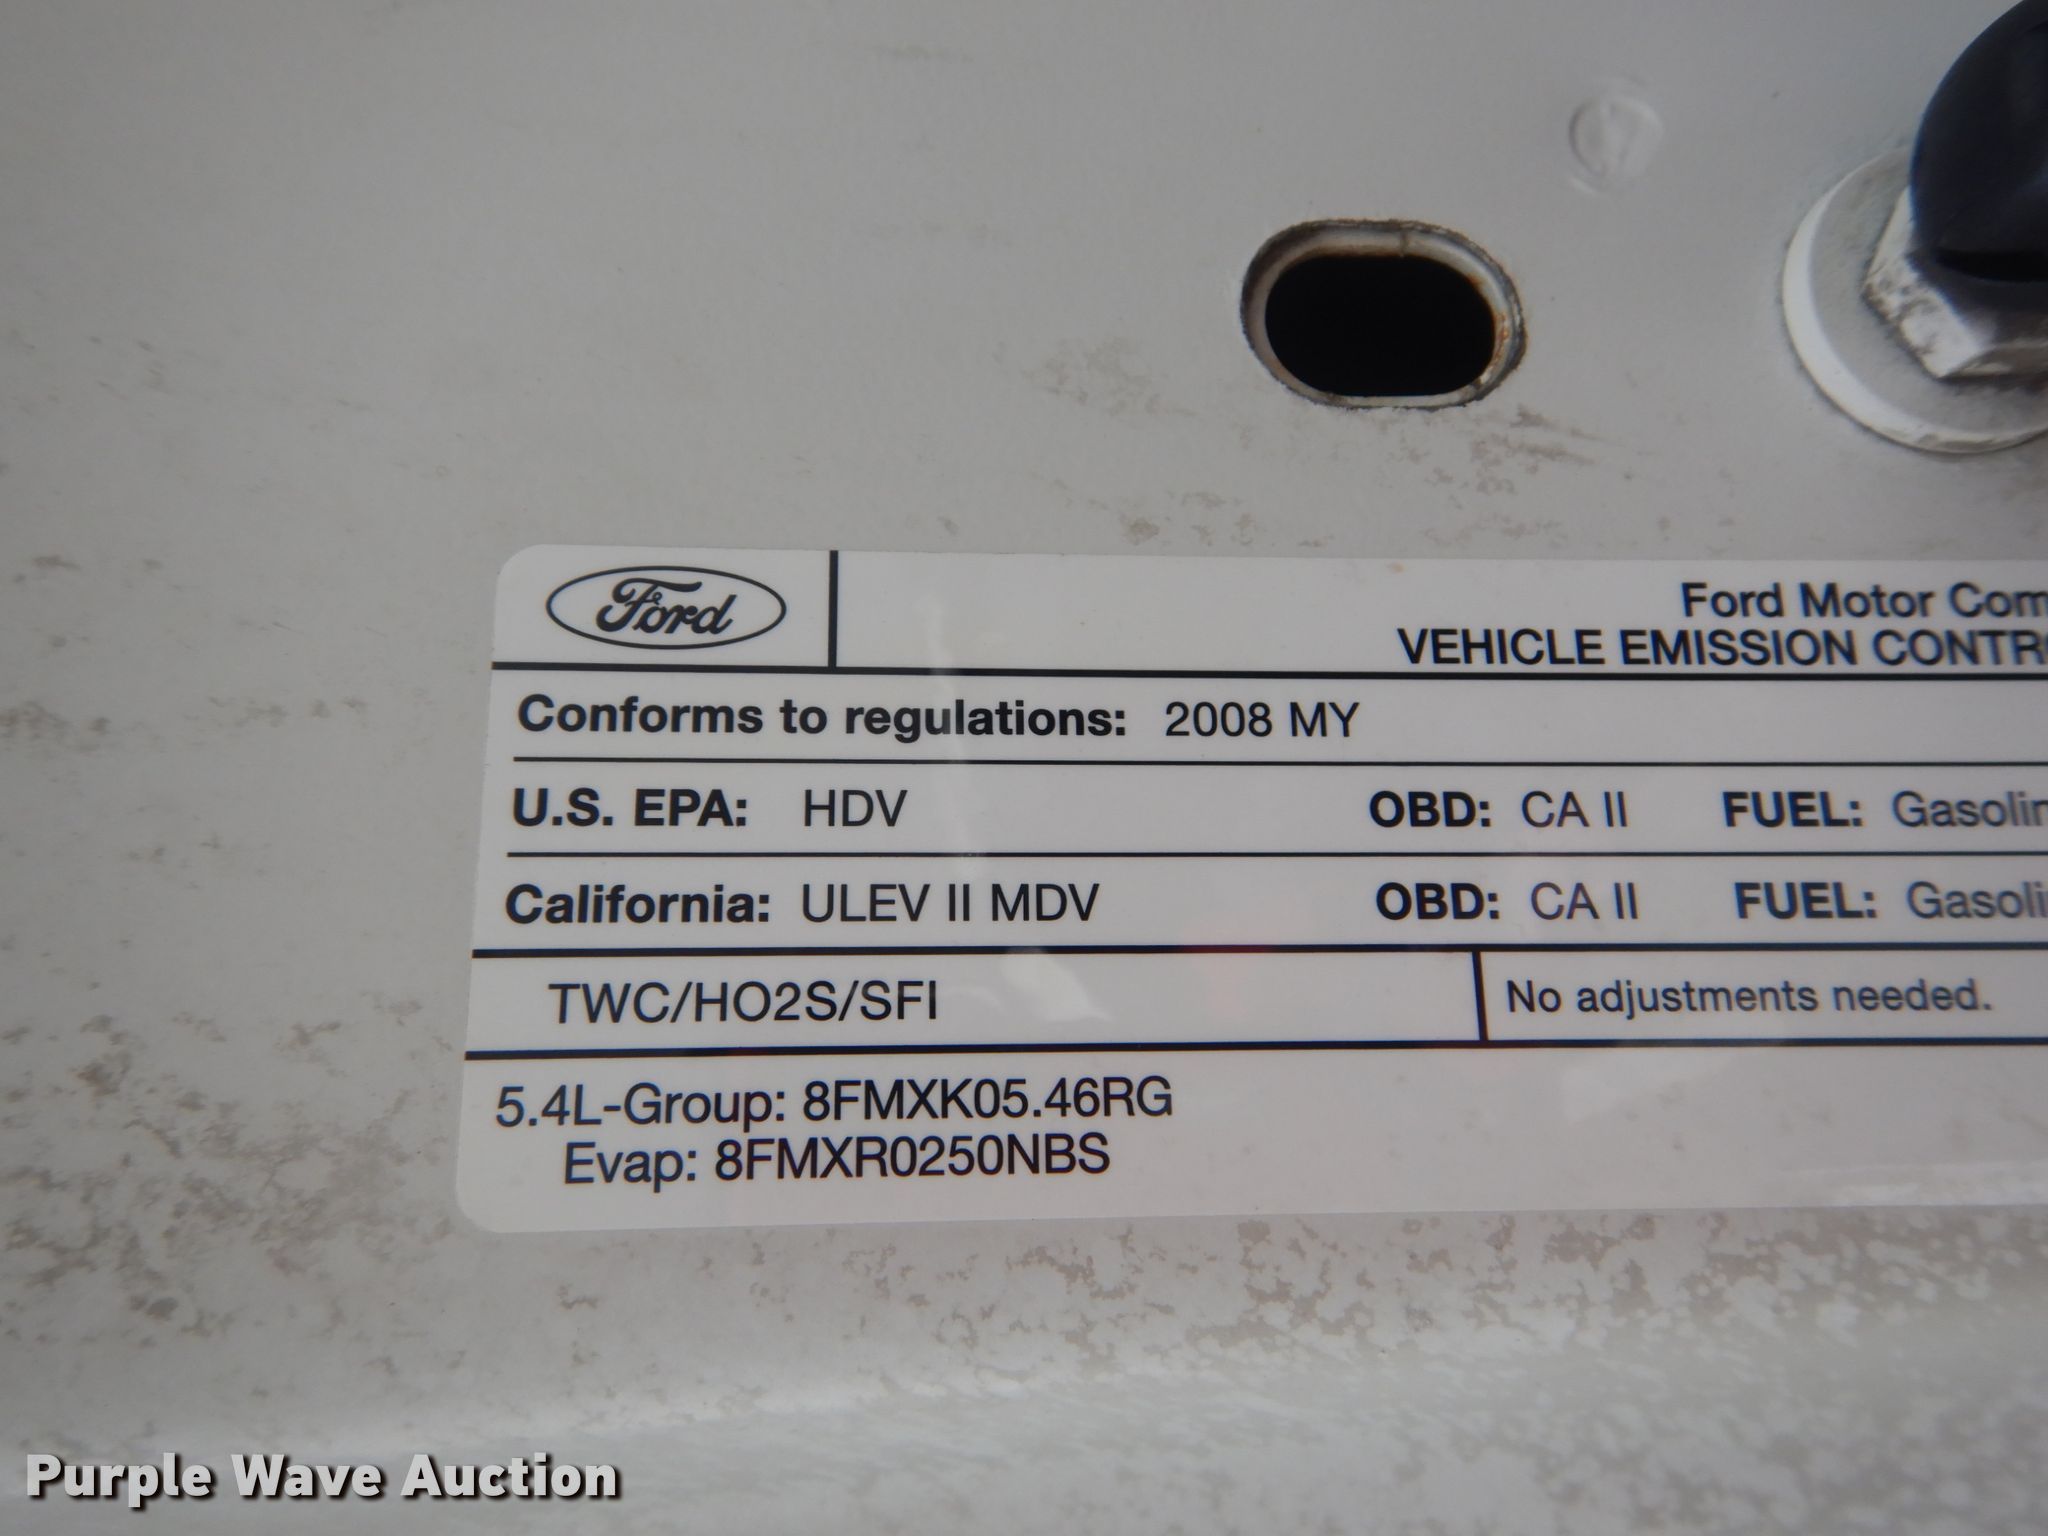 Ford
Ford Motor Com
VEHICLE EMISSION CONTRO
Conforms to regulations: 2008 MY
U.S. EPA: HDV OBD: CA II FUEL: Gasolin
California: ULEV II MDV OBD: CA II FUEL: Gasoli
TWC/HO2S/SFI No adjustments needed.
5.4L-Group: 8FMXK05.46RG
Evap: 8FMXR0250NBS
Purple Wave Auction